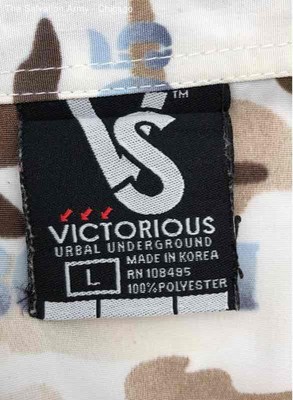 The Salvation Army - Chicago
VS
TM
VICTORIOUS
URBAL UNDERGROUND
MADE IN KOREA
L
RN 108495
100%POLYESTER